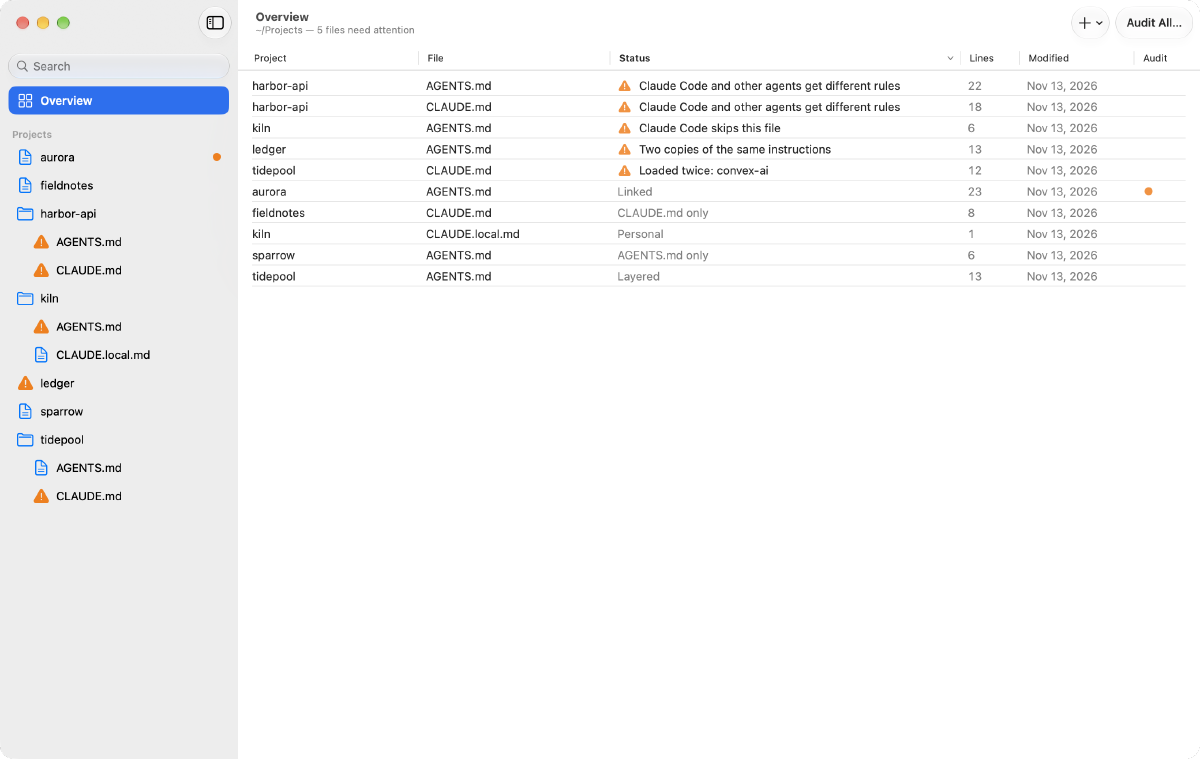 Overview
~/Projects — 5 files need attention
Audit All...
Search
Overview
Projects
aurora
fieldnotes
harbor-api
AGENTS.md
CLAUDE.md
kiln
AGENTS.md
CLAUDE.local.md
ledger
sparrow
tidepool
AGENTS.md
CLAUDE.md
Project File Status Lines Modified Audit
harbor-api AGENTS.md Claude Code and other agents get different rules 22 Nov 13, 2026
harbor-api CLAUDE.md Claude Code and other agents get different rules 18 Nov 13, 2026
kiln AGENTS.md Claude Code skips this file 6 Nov 13, 2026
ledger AGENTS.md Two copies of the same instructions 13 Nov 13, 2026
tidepool CLAUDE.md Loaded twice: convex-ai 12 Nov 13, 2026
aurora AGENTS.md Linked 23 Nov 13, 2026
fieldnotes CLAUDE.md CLAUDE.md only 8 Nov 13, 2026
kiln CLAUDE.local.md Personal 1 Nov 13, 2026
sparrow AGENTS.md AGENTS.md only 6 Nov 13, 2026
tidepool AGENTS.md Layered 13 Nov 13, 2026